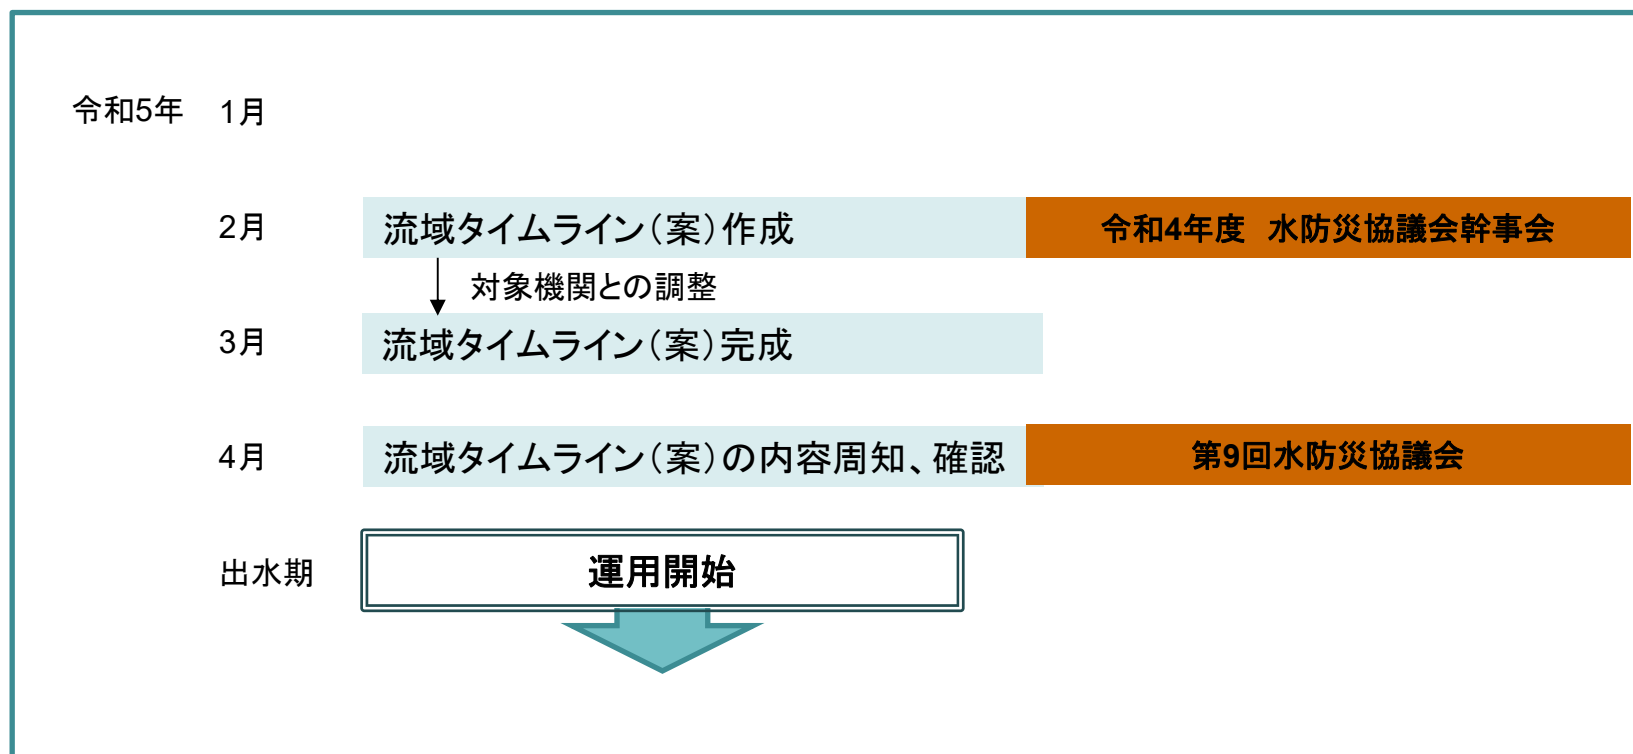 令和5年 1月
2月 流域タイムライン（案）作成 令和4年度 水防災協議会幹事会
対象機関との調整
3月 流域タイムライン（案）完成
4月 流域タイムライン（案）の内容周知、確認 第9回水防災協議会
出水期 運用開始